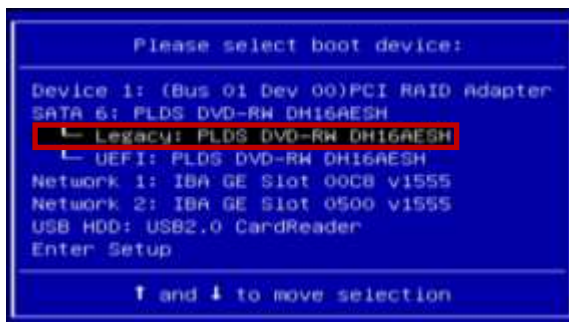 Please select boot device:
Device 1: (Bus 01 Dev 00)PCI RAID Adapter
SATA 6: PLDS DVD-RW DH16AESH
└─ Legacy: PLDS DVD-RW DH16AESH
└─ UEFI: PLDS DVD-RW DH16AESH
Network 1: IBA GE Slot 00C8 v1555
Network 2: IBA GE Slot 0500 v1555
USB HDD: USB2.0 CardReader
Enter Setup
↑ and ↓ to move selection